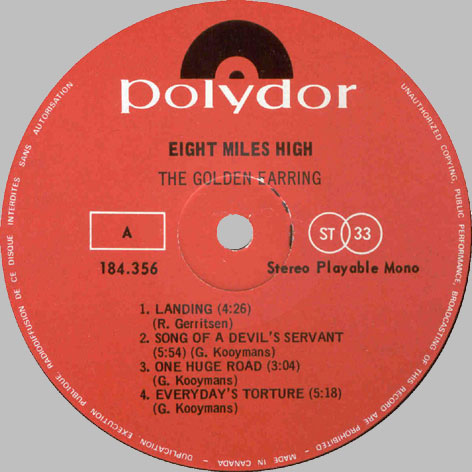 polydor
EIGHT MILES HIGH
THE GOLDEN EARRING
A
184.356
ST 33
Stereo Playable Mono
1. LANDING (4:26)
(R. Gerritsen)
2. SONG OF A DEVIL'S SERVANT
(5:54) (G. Kooymans)
3. ONE HUGE ROAD (3:04)
(G. Kooymans)
4. EVERYDAY'S TORTURE (5:18)
(G. Kooymans)
UNAUTHORIZED COPYING, PUBLIC PERFORMANCE, BROADCASTING OF THIS RECORD ARE PROHIBITED - MADE IN CANADA - DUPLICATION EXECUTION PUBLIQUE, RADIODIFFUSION DE CE DISQUE INTERDITES SANS AUTORISATION